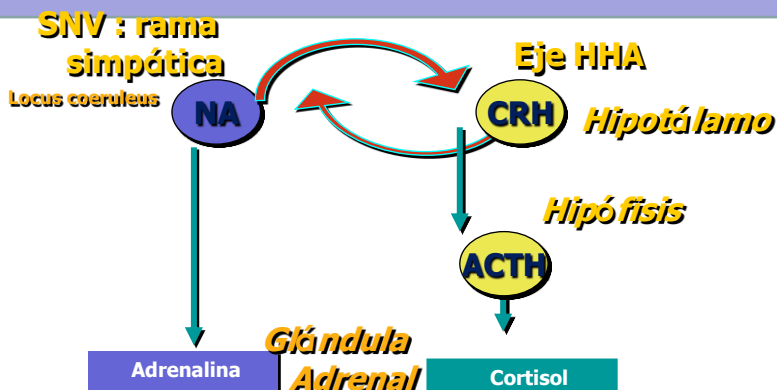 SNV : rama
simpática
Locus coeruleus
NA
Eje HHA
CRH
Hipotálamo
Hipófisis
ACTH
Glándula
Adrenal
Adrenalina
Cortisol